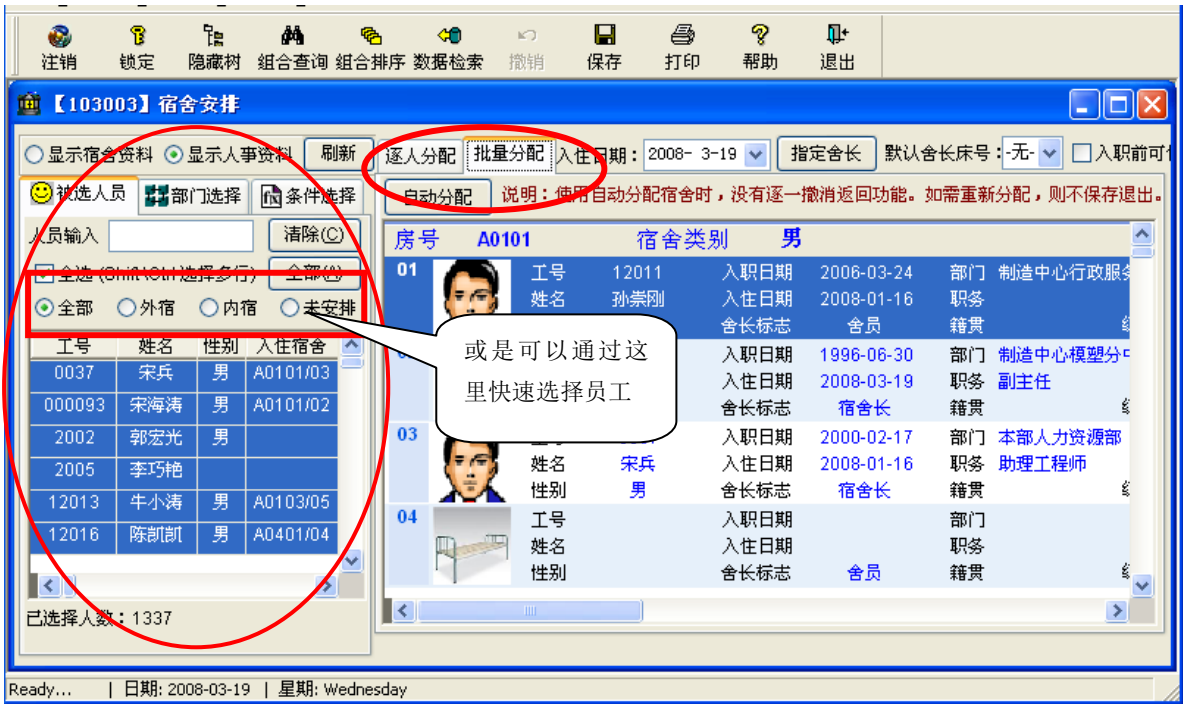 注销 锁定 隐藏树 组合查询 组合排序 数据检索 撤销 保存 打印 帮助 退出
【103003】宿舍安排
显示宿舍资料 显示人事资料 刷新 逐人分配 批量分配 入住日期：2008- 3-19 指定舍长 默认舍长床号：-无- 入职前可
被选人员 部门选择 条件选择 自动分配 说明：使用自动分配宿舍时，没有逐一撤消返回功能。如需重新分配，则不保存退出。
人员输入 清除(C)
全选(Shift\Ctrl选择多行) 全部(A)
全部 外宿 内宿 未安排
工号 姓名 性别 入住宿舍
0037 宋兵 男 A0101/03
000093 宋海涛 男 A0101/02
2002 郭宏光 男
2005 李巧艳
12013 牛小涛 男 A0103/05
12016 陈凯凯 男 A0401/04
已选择人数：1337
房号 A0101 宿舍类别 男
01 工号 12011 入职日期 2006-03-24 部门 制造中心行政服务
姓名 孙崇刚 入住日期 2008-01-16 职务
舍长标志 舍员 籍贯
入职日期 1996-06-30 部门 制造中心模塑分中
入住日期 2008-03-19 职务 副主任
舍长标志 宿舍长 籍贯
03 入职日期 2000-02-17 部门 本部人力资源部
姓名 宋兵 入住日期 2008-01-16 职务 助理工程师
性别 男 舍长标志 宿舍长 籍贯
04 工号 入职日期 部门
姓名 入住日期 职务
性别 舍长标志 舍员 籍贯
或是可以通过这
里快速选择员工
Ready... | 日期: 2008-03-19 | 星期: Wednesday